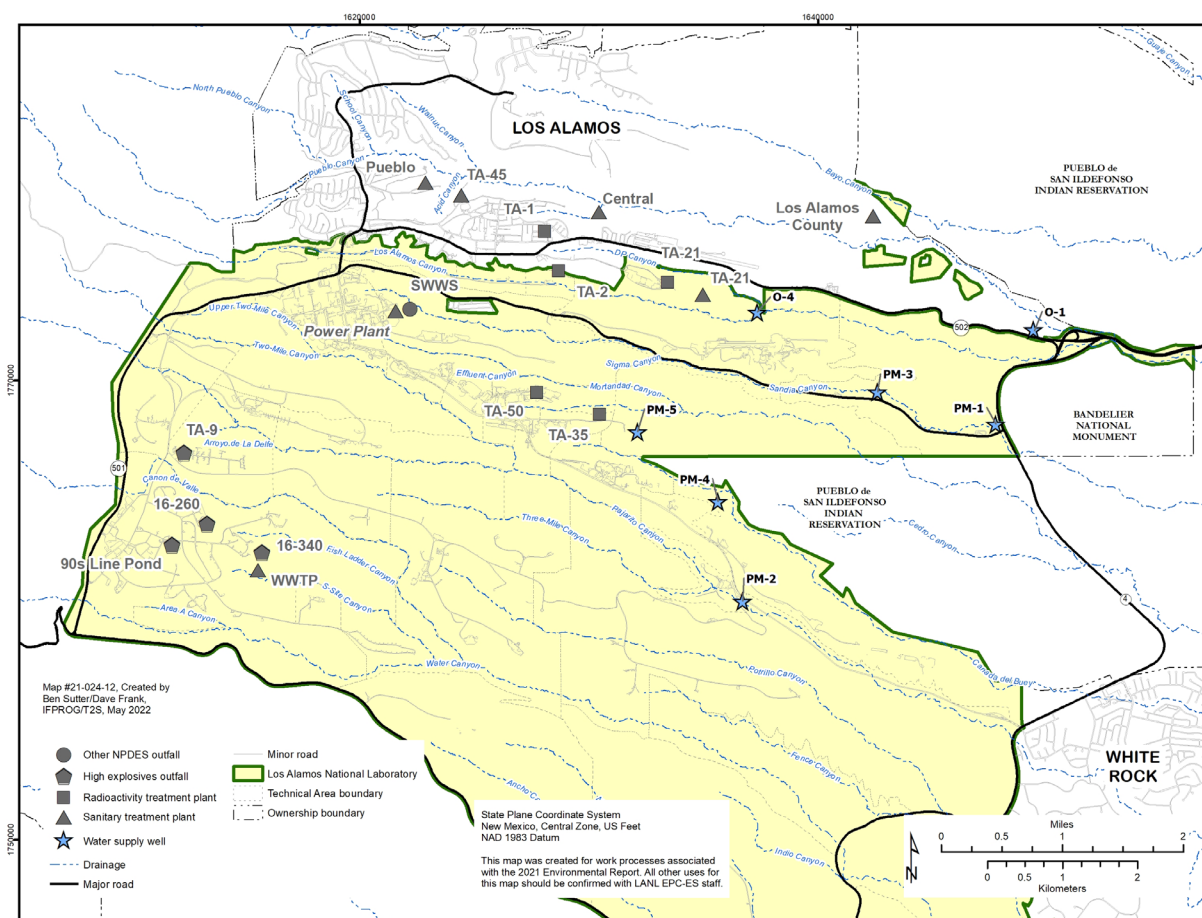 1620000
1640000
Guaje Canyon
North Pueblo Canyon
School Canyon
Walnut Canyon
LOS ALAMOS
Pueblo Canyon
Pueblo
TA-45
Acid Canyon
Bayo Canyon
PUEBLO de
SAN ILDEFONSO
INDIAN RESERVATION
TA-1
Central
Los Alamos
County
Los Alamos Canyon
DP Canyon
TA-21
TA-21
TA-2
SWWS
O-4
O-1
502
Upper Two-Mile Canyon
Power Plant
Two-Mile Canyon
Sigma Canyon
Effluent Canyon
Mortandad Canyon
Sandia Canyon
PM-3
1770000
TA-50
PM-5
PM-1
TA-35
BANDELIER
NATIONAL
MONUMENT
TA-9
Arroyo de La Delfe
501
Canon de Valle
PM-4
PUEBLO de
SAN ILDEFONSO
INDIAN
RESERVATION
16-260
Three-Mile Canyon
Pajarito Canyon
Cedro Canyon
16-340
90s Line Pond
Fish Ladder Canyon
WWTP
S-Site Canyon
PM-2
4
Area A Canyon
Water Canyon
Potrillo Canyon
Canada del Buey
Map #21-024-12, Created by
Ben Sutter/Dave Frank,
IFPROG/T2S, May 2022
Fence Canyon
WHITE
ROCK
Other NPDES outfall
High explosives outfall
Radioactivity treatment plant
Sanitary treatment plant
Water supply well
Drainage
Major road
Minor road
Los Alamos National Laboratory
Technical Area boundary
Ownership boundary
Ancho
State Plane Coordinate System
New Mexico, Central Zone, US Feet
NAD 1983 Datum
This map was created for work processes associated
with the 2021 Environmental Report. All other uses for
this map should be confirmed with LANL EPC-ES staff.
Indio Canyon
1750000
N
Miles
0 0.5 1 2
0 0.5 1 2
Kilometers